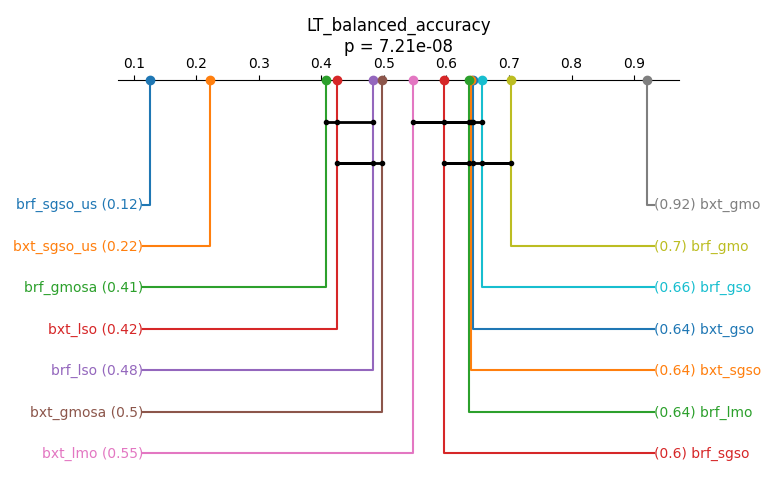 LT_balanced_accuracy
p = 7.21e-08
0.1 0.2 0.3 0.4 0.5 0.6 0.7 0.8 0.9
brf_sgso_us (0.12) (0.92) bxt_gmo
bxt_sgso_us (0.22) (0.7) brf_gmo
brf_gmosa (0.41) (0.66) brf_gso
bxt_lso (0.42) (0.64) bxt_gso
brf_lso (0.48) (0.64) bxt_sgso
bxt_gmosa (0.5) (0.64) brf_lmo
bxt_lmo (0.55) (0.6) brf_sgso